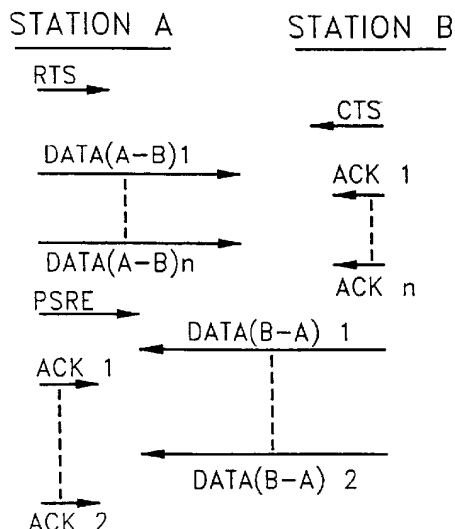 STATION A
STATION B
RTS
CTS
DATA(A-B)1
ACK 1
DATA(A-B)n
ACK n
PSRE
DATA(B-A) 1
ACK 1
DATA(B-A) 2
ACK 2